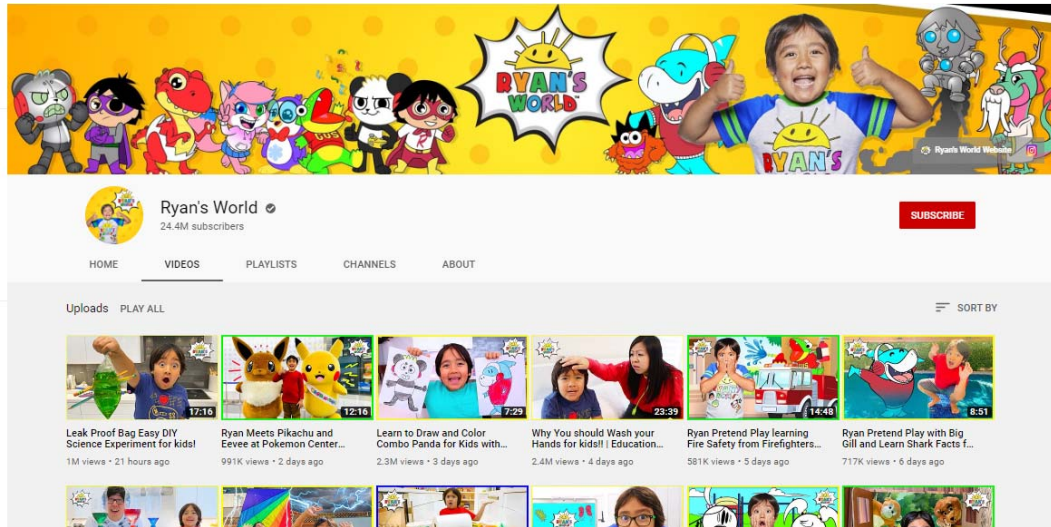 RYAN'S
WORLD
RYAN'S
Ryan's World Website
Ryan's World
24.4M subscribers
SUBSCRIBE
HOME VIDEOS PLAYLISTS CHANNELS ABOUT
Uploads PLAY ALL
SORT BY
17:16 12:16 7:29 23:39 14:48 8:51
Leak Proof Bag Easy DIY
Science Experiment for kids!
1M views • 21 hours ago
Ryan Meets Pikachu and
Eevee at Pokemon Center...
991K views • 2 days ago
Learn to Draw and Color
Combo Panda for Kids with...
2.3M views • 3 days ago
Why You should Wash your
Hands for kids!! | Education...
2.4M views • 4 days ago
Ryan Pretend Play learning
Fire Safety from Firefighters...
581K views • 5 days ago
Ryan Pretend Play with Big
Gill and Learn Shark Facts f...
717K views • 6 days ago